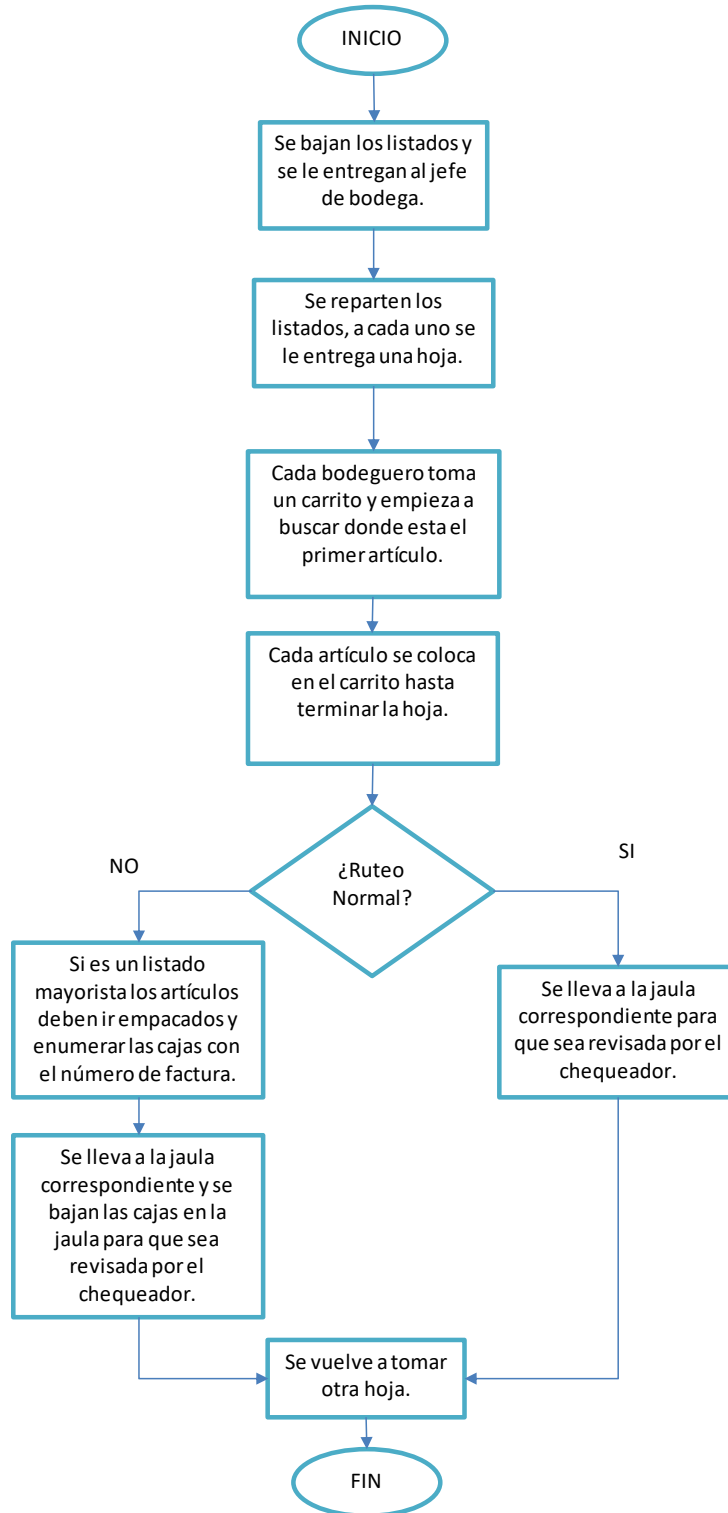 INICIO
Se bajan los listados y
se le entregan al jefe
de bodega.
Se reparten los
listados, a cada uno se
le entrega una hoja.
Cada bodeguero toma
un carrito y empieza a
buscar donde esta el
primer artículo.
Cada artículo se coloca
en el carrito hasta
terminar la hoja.
¿Ruteo
Normal?
NO
SI
Si es un listado
mayorista los artículos
deben ir empacados y
enumerar las cajas con
el número de factura.
Se lleva a la jaula
correspondiente para
que sea revisada por el
chequeador.
Se lleva a la jaula
correspondiente y se
bajan las cajas en la
jaula para que sea
revisada por el
chequeador.
Se vuelve a tomar
otra hoja.
FIN